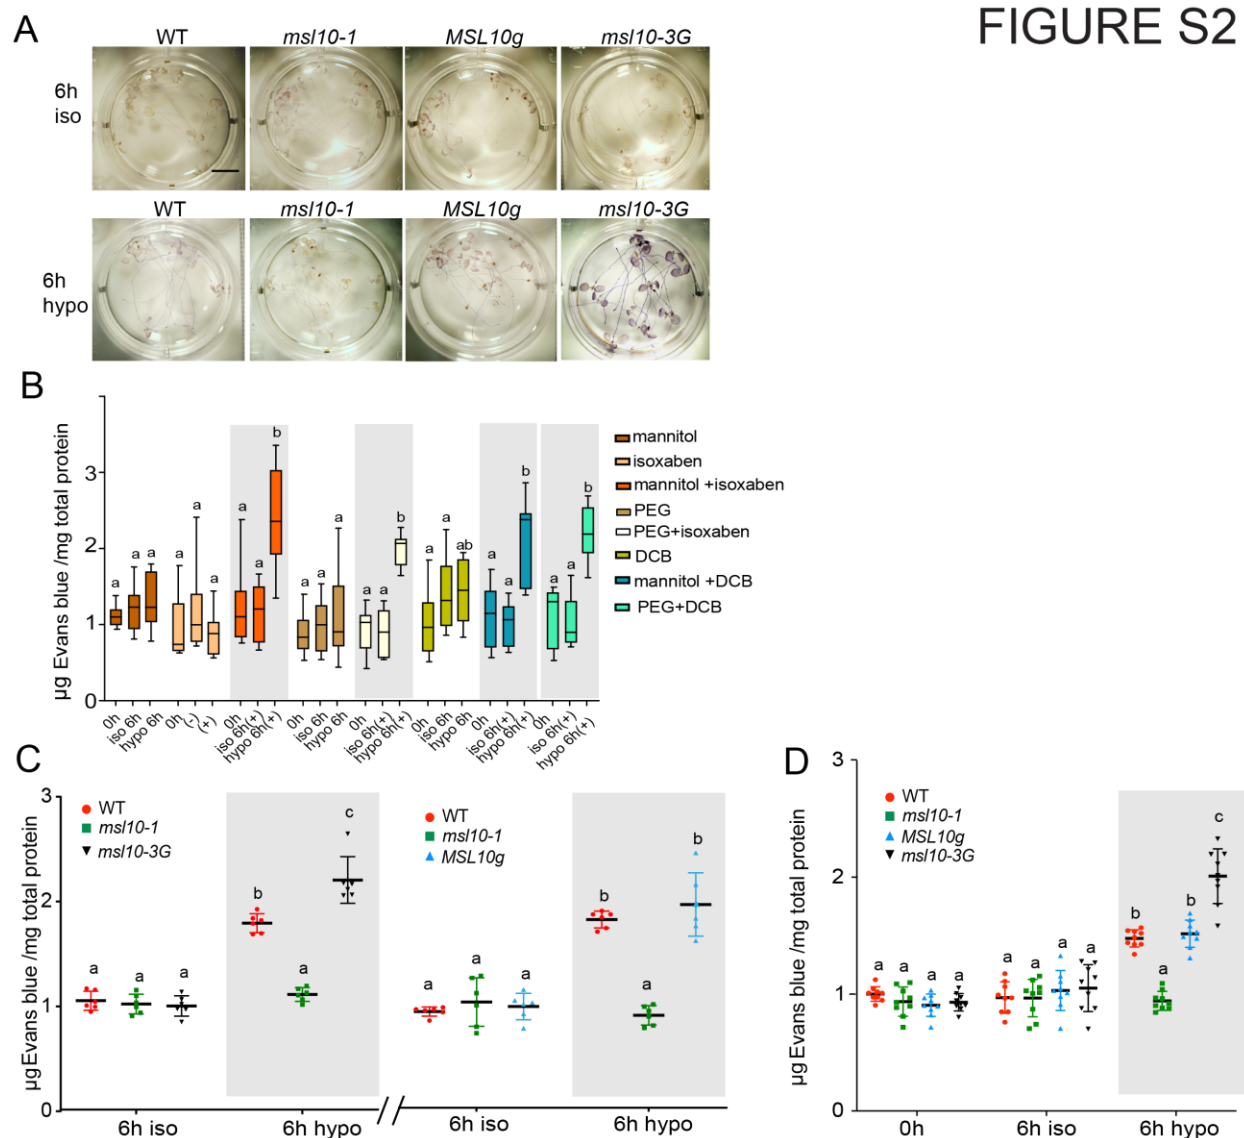 FIGURE S2
A
WT
msl10-1
MSL10g
msl10-3G
6h
iso
WT
msl10-1
MSL10g
msl10-3G
6h
hypo
B
µg Evans blue /mg total protein
3
2
1
0
a a a a a a a a b a a a a a b a a ab a a b a a b
mannitol
isoxaben
mannitol +isoxaben
PEG
PEG+isoxaben
DCB
mannitol +DCB
PEG+DCB
0h iso 6h hypo 6h 0h (-) (+) 0h iso 6h(+) hypo 6h(+) 0h iso 6h hypo 6h 0h iso 6h(+) hypo 6h(+) 0h iso 6h hypo 6h 0h iso 6h(+) hypo 6h(+) 0h iso 6h(+) hypo 6h(+)
C
µg Evans blue /mg total protein
3
2
1
0
WT
msl10-1
msl10-3G
a a a b a c
WT
msl10-1
MSL10g
a a a b a b
6h iso 6h hypo // 6h iso 6h hypo
D
µg Evans blue /mg total protein
3
2
1
0
WT
msl10-1
MSL10g
msl10-3G
a a a a a a a a b a b c
0h 6h iso 6h hypo